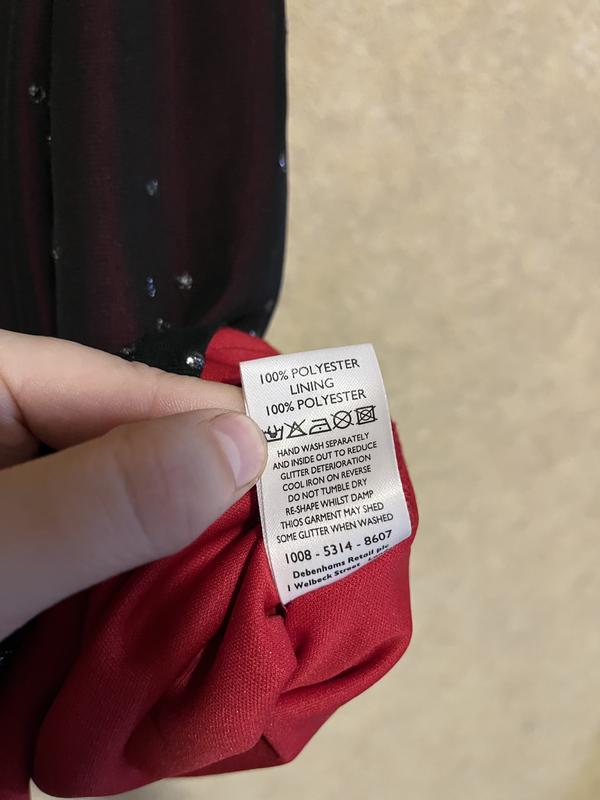 100% POLYESTER
LINING
100% POLYESTER
HAND WASH SEPARATELY
AND INSIDE OUT TO REDUCE
GLITTER DETERIORATION
COOL IRON ON REVERSE
DO NOT TUMBLE DRY
RE-SHAPE WHILST DAMP
THIOS GARMENT MAY SHED
SOME GLITTER WHEN WASHED
1008 - 5314 - 8607
Debenhams Retail plc
1 Welbeck Street